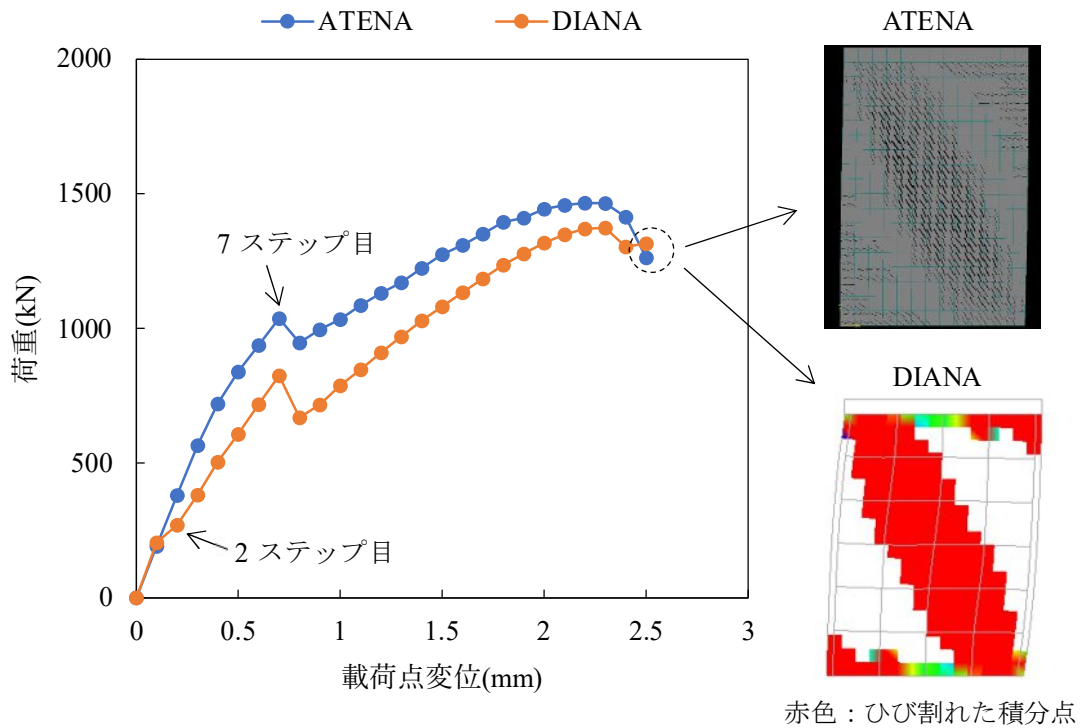 ATENA
DIANA
2000
1500
1000
500
0
荷重(kN)
0
0.5
1
1.5
2
2.5
3
載荷点変位(mm)
7 ステップ目
2 ステップ目
ATENA
DIANA
赤色：ひび割れた積分点